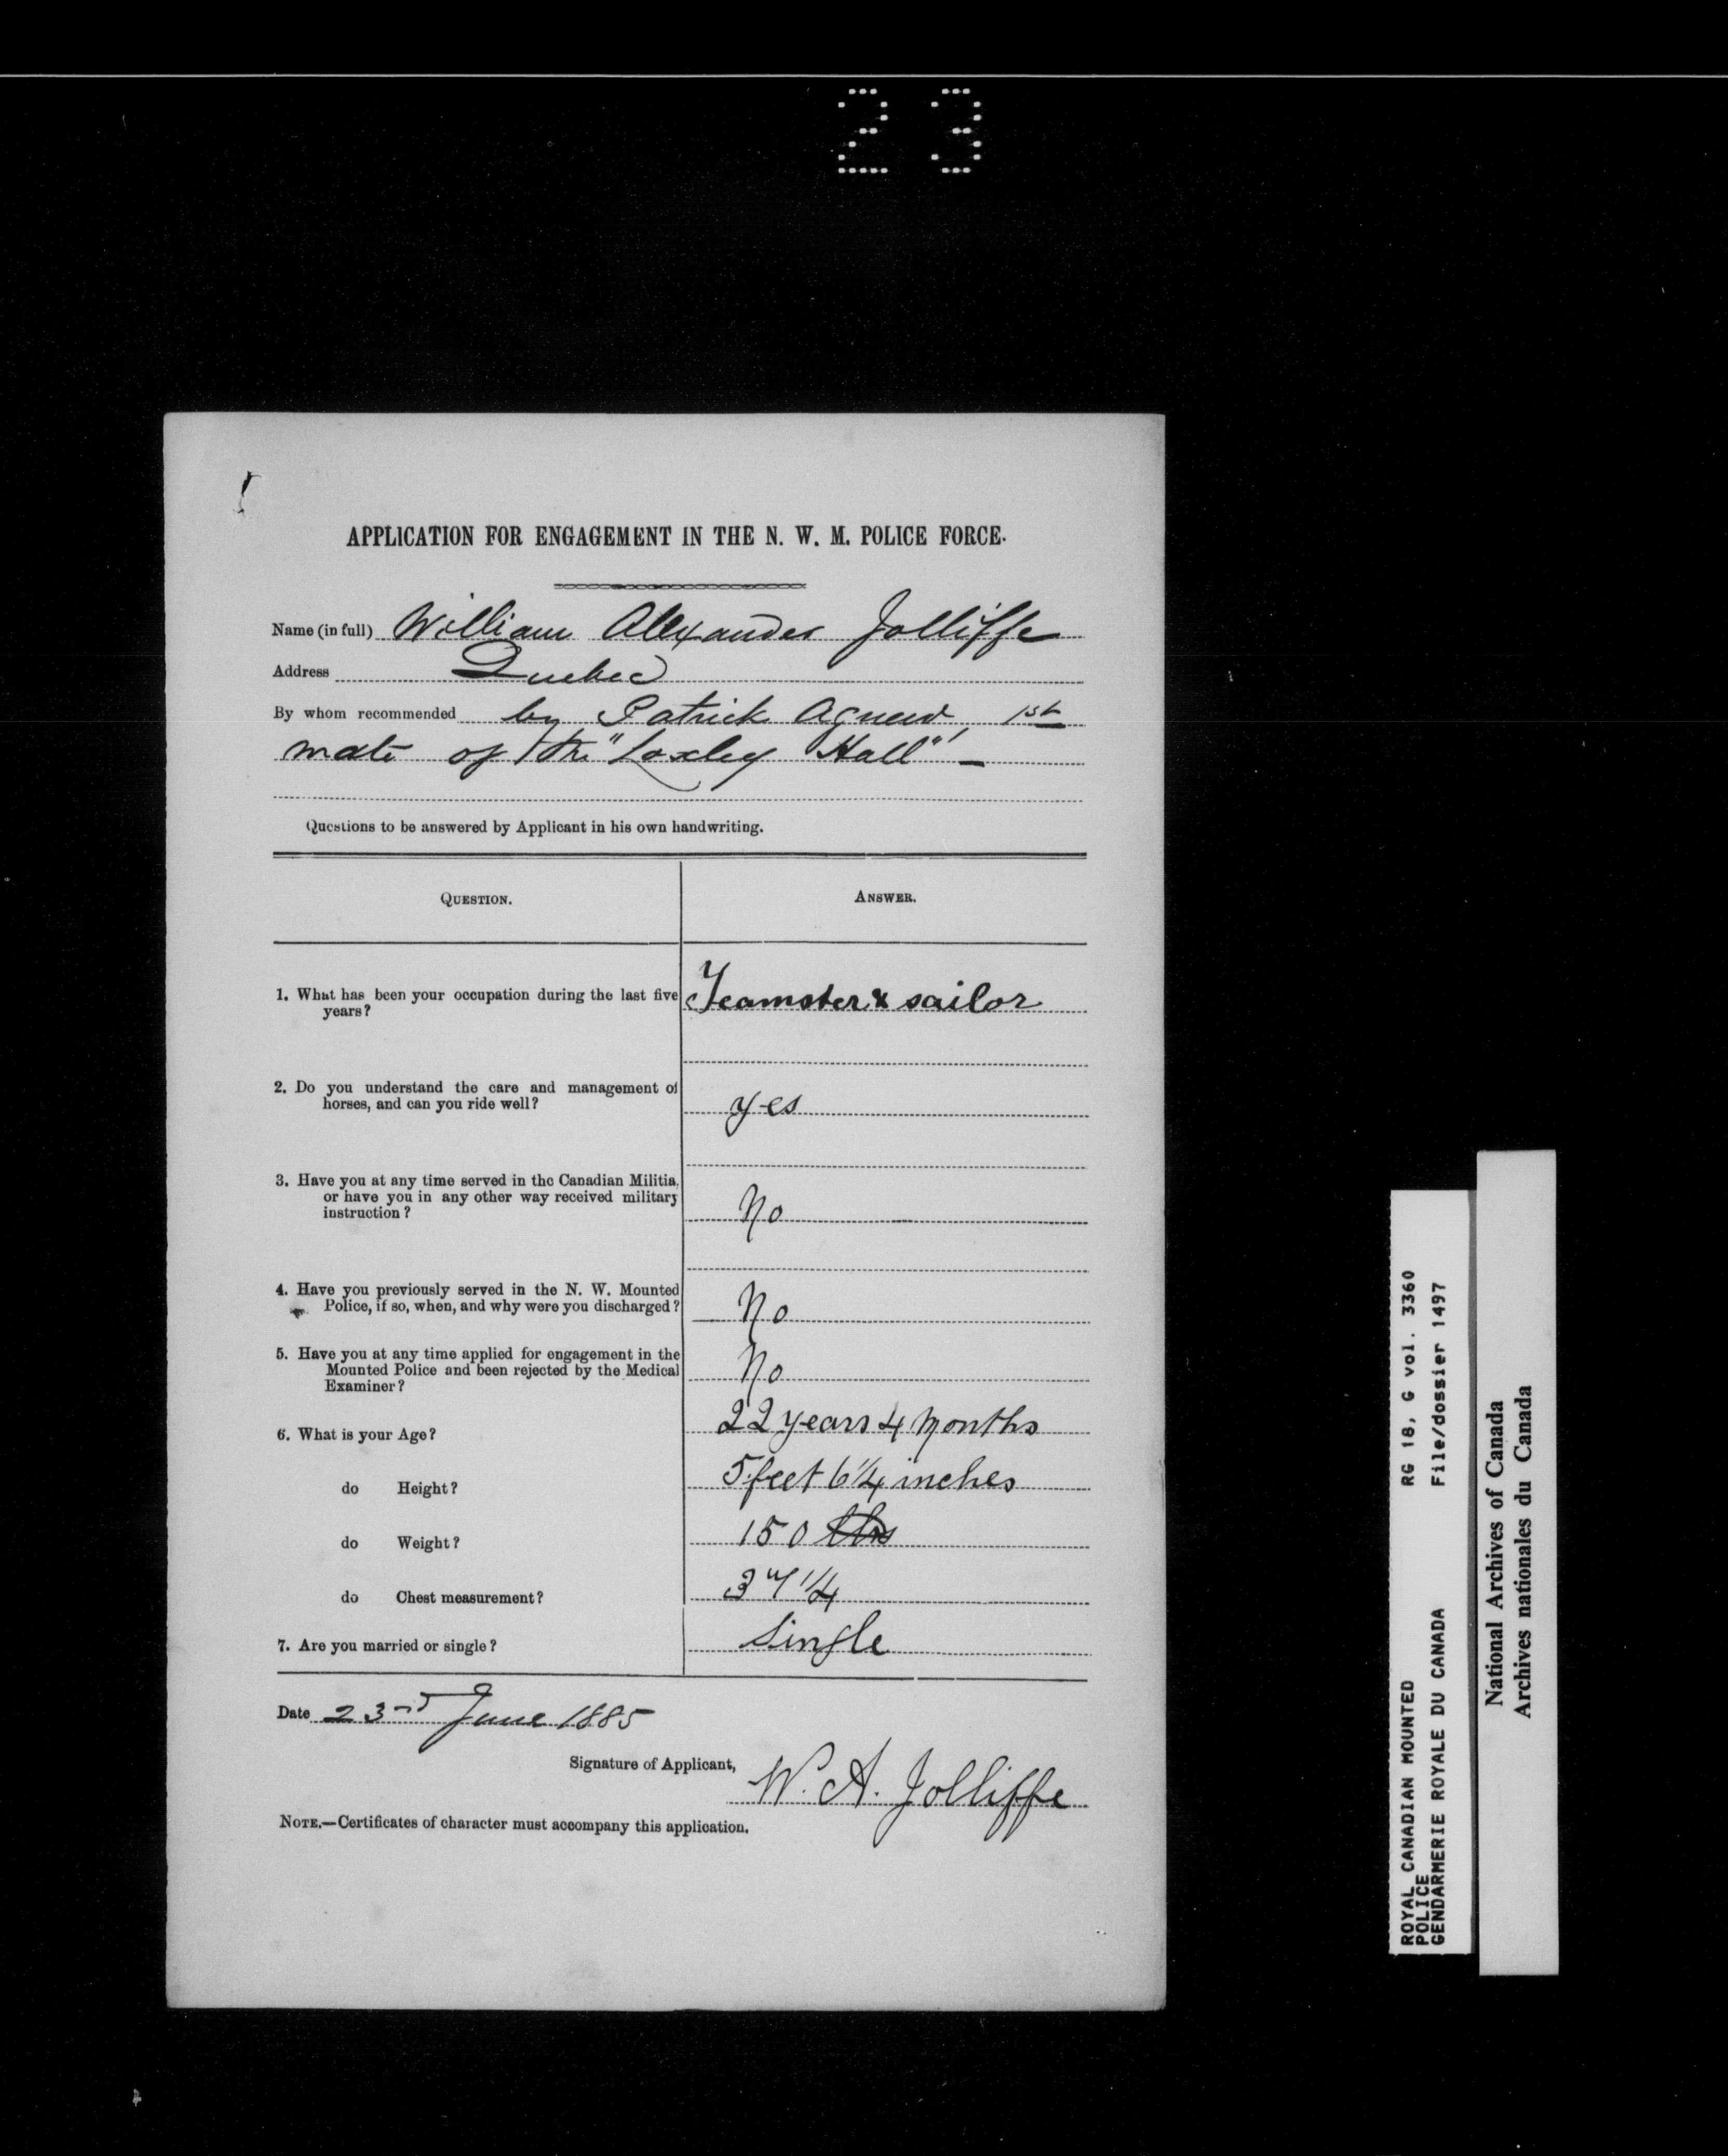 23
APPLICATION FOR ENGAGEMENT IN THE N. W. M. POLICE FORCE.
Name (in full) William Alexander Jolliffe
Address Quebec
By whom recommended by Patrick Agnew, 1st
mate of the "Loxley Hall" —
Questions to be answered by Applicant in his own handwriting.
QUESTION. ANSWER.
1. What has been your occupation during the last five Teamster & sailor
years?
2. Do you understand the care and management of
horses, and can you ride well? yes
3. Have you at any time served in the Canadian Militia,
or have you in any other way received military
instruction? No
4. Have you previously served in the N. W. Mounted
Police, if so, when, and why were you discharged? No
5. Have you at any time applied for engagement in the
Mounted Police and been rejected by the Medical No
Examiner?
6. What is your Age? 22 years 4 Months
do Height? 5 feet 6 1/4 inches
do Weight? 150 lbs
do Chest measurement? 37 1/4
7. Are you married or single? Single
Date 23rd June 1885
Signature of Applicant, W. A. Jolliffe
NOTE.—Certificates of character must accompany this application.
ROYAL CANADIAN MOUNTED RG 18, G vol. 3360
POLICE
GENDARMERIE ROYALE DU CANADA File/dossier 1497
National Archives of Canada
Archives nationales du Canada